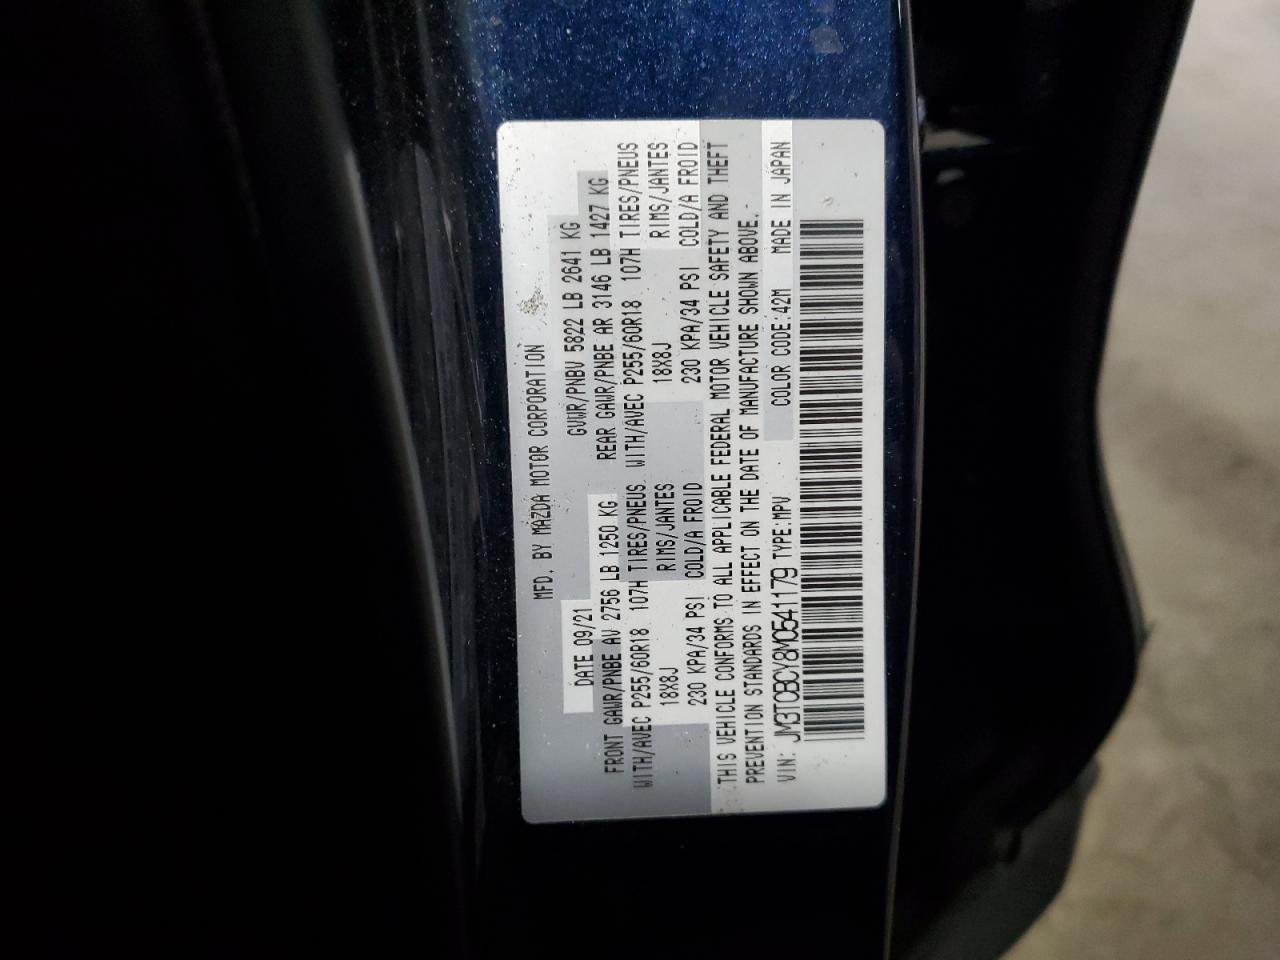 MFD. BY MAZDA MOTOR CORPORATION
DATE 09/21 GVWR/PNBV 5822 LB 2641 KG
FRONT GAWR/PNBE AV 2756 LB 1250 KG REAR GAWR/PNBE AR 3146 LB 1427 KG
WITH/AVEC P255/60R18 107H TIRES/PNEUS WITH/AVEC P255/60R18 107H TIRES/PNEUS
18X8J RIMS/JANTES 18X8J RIMS/JANTES
230 KPA/34 PSI COLD/A FROID 230 KPA/34 PSI COLD/A FROID
THIS VEHICLE CONFORMS TO ALL APPLICABLE FEDERAL MOTOR VEHICLE SAFETY AND THEFT
PREVENTION STANDARDS IN EFFECT ON THE DATE OF MANUFACTURE SHOWN ABOVE.
VIN: JM3TCBCY8M0541179 TYPE:MPV COLOR CODE:42M MADE IN JAPAN